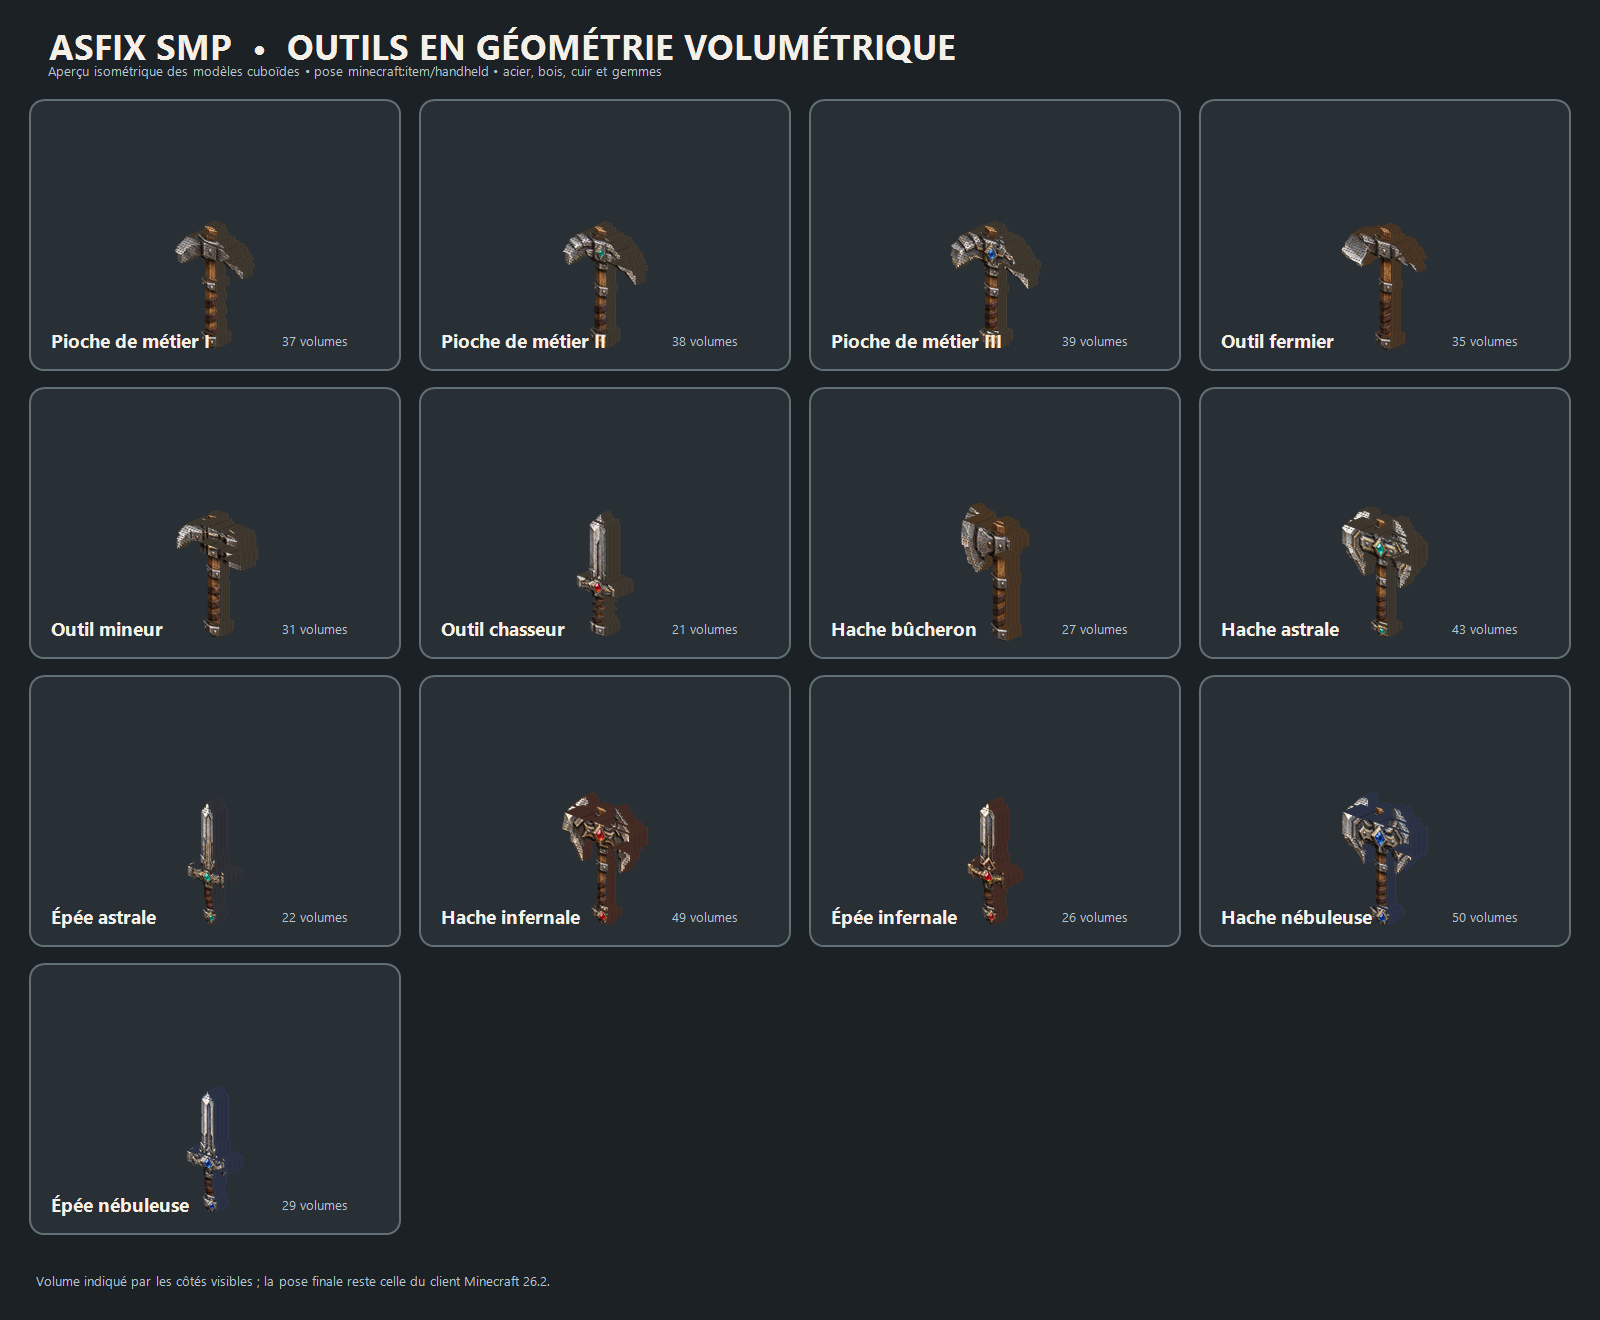 ASFIX SMP • OUTILS EN GÉOMÉTRIE VOLUMÉTRIQUE
Aperçu isométrique des modèles cuboïdes • pose minecraft:item/handheld • acier, bois, cuir et gemmes
Pioche de métier I
37 volumes
Pioche de métier II
38 volumes
Pioche de métier III
39 volumes
Outil fermier
35 volumes
Outil mineur
31 volumes
Outil chasseur
21 volumes
Hache bûcheron
27 volumes
Hache astrale
43 volumes
Épée astrale
22 volumes
Hache infernale
49 volumes
Épée infernale
26 volumes
Hache nébuleuse
50 volumes
Épée nébuleuse
29 volumes
Volume indiqué par les côtés visibles ; la pose finale reste celle du client Minecraft 26.2.